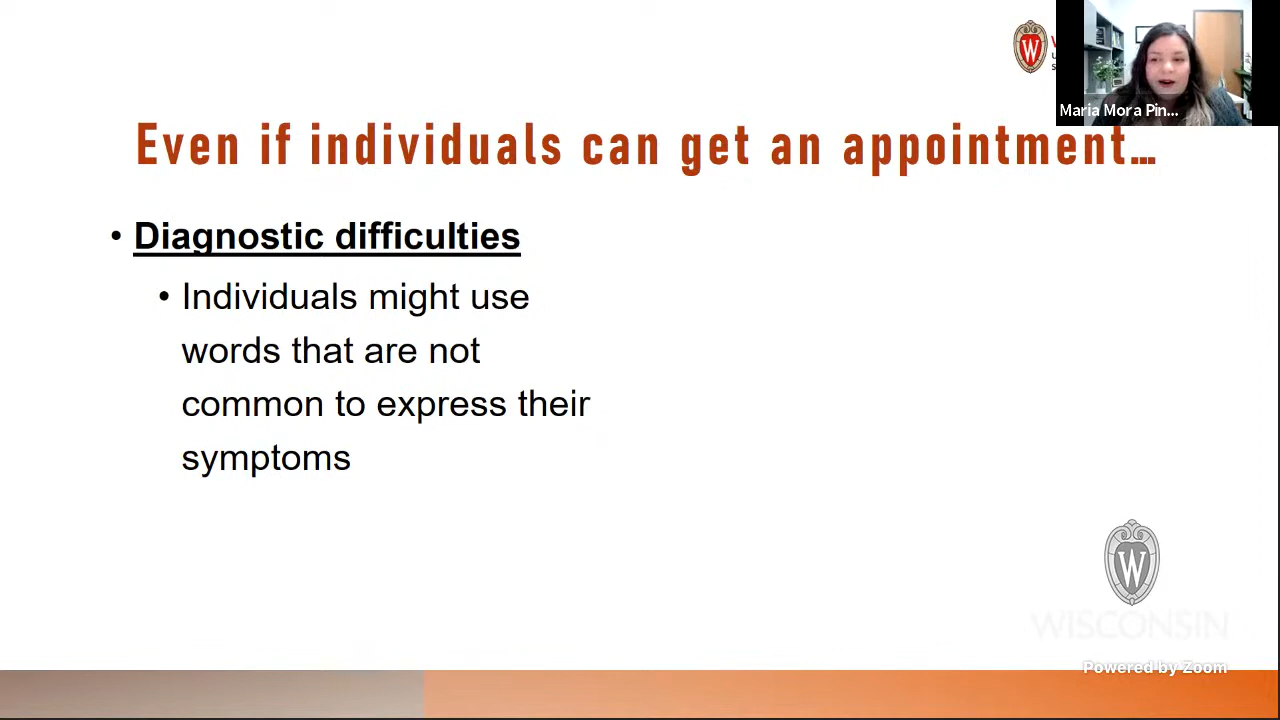 W
Maria Mora Pin...
Even if individuals can get an appointment...
• Diagnostic difficulties
• Individuals might use
words that are not
common to express their
symptoms
W
WISCONSIN
Powered by Zoom